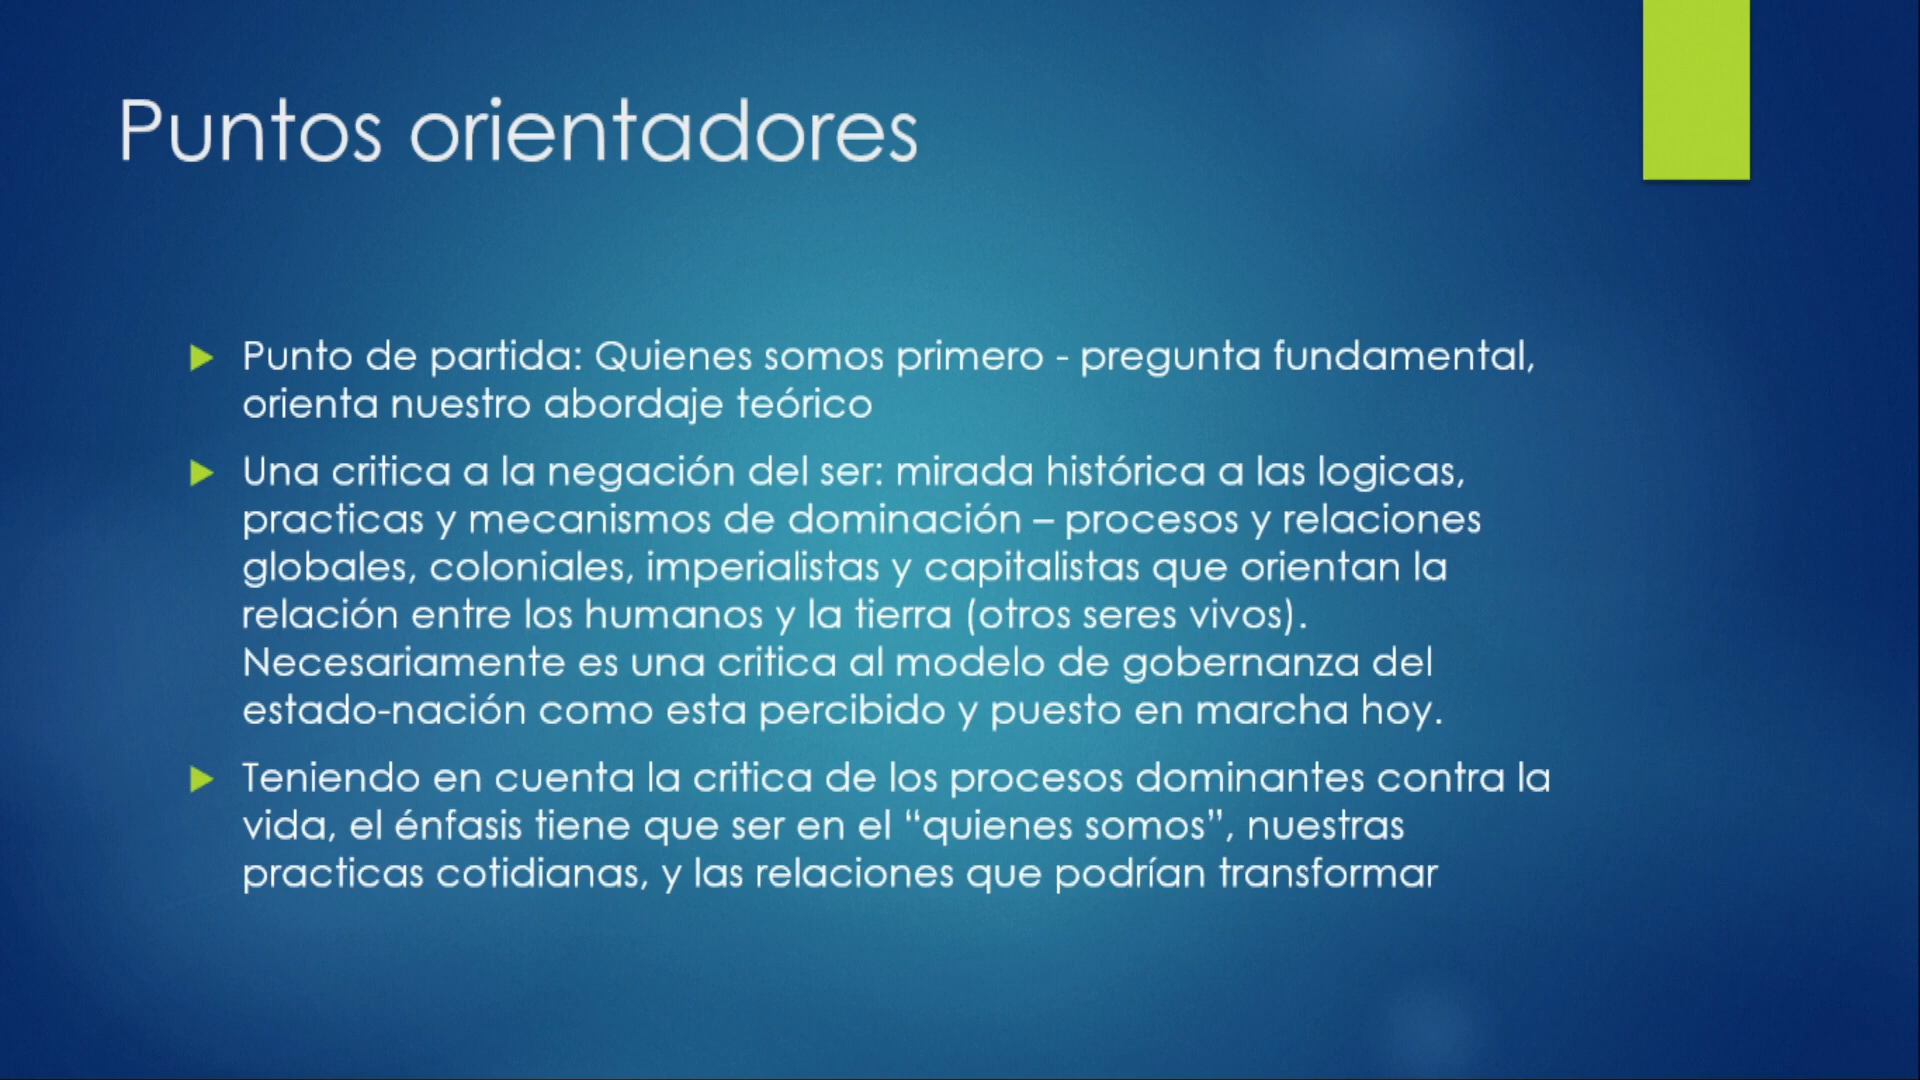 Puntos orientadores
Punto de partida: Quienes somos primero - pregunta fundamental,
orienta nuestro abordaje teórico
Una critica a la negación del ser: mirada histórica a las logicas,
practicas y mecanismos de dominación – procesos y relaciones
globales, coloniales, imperialistas y capitalistas que orientan la
relación entre los humanos y la tierra (otros seres vivos).
Necesariamente es una critica al modelo de gobernanza del
estado-nación como esta percibido y puesto en marcha hoy.
Teniendo en cuenta la critica de los procesos dominantes contra la
vida, el énfasis tiene que ser en el “quienes somos”, nuestras
practicas cotidianas, y las relaciones que podrían transformar